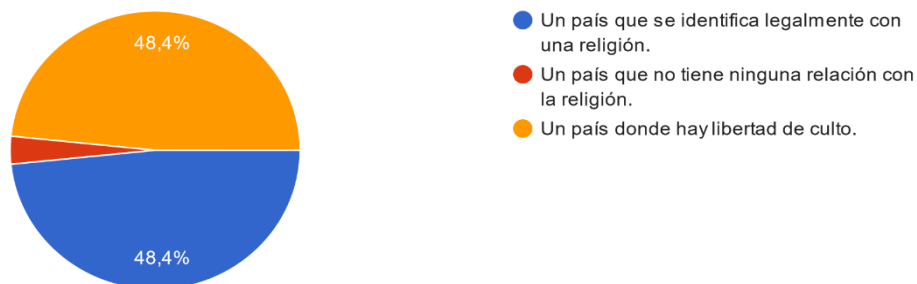 48,4%
48,4%
Un país que se identifica legalmente con
una religión.
Un país que no tiene ninguna relación con
la religión.
Un país donde hay libertad de culto.